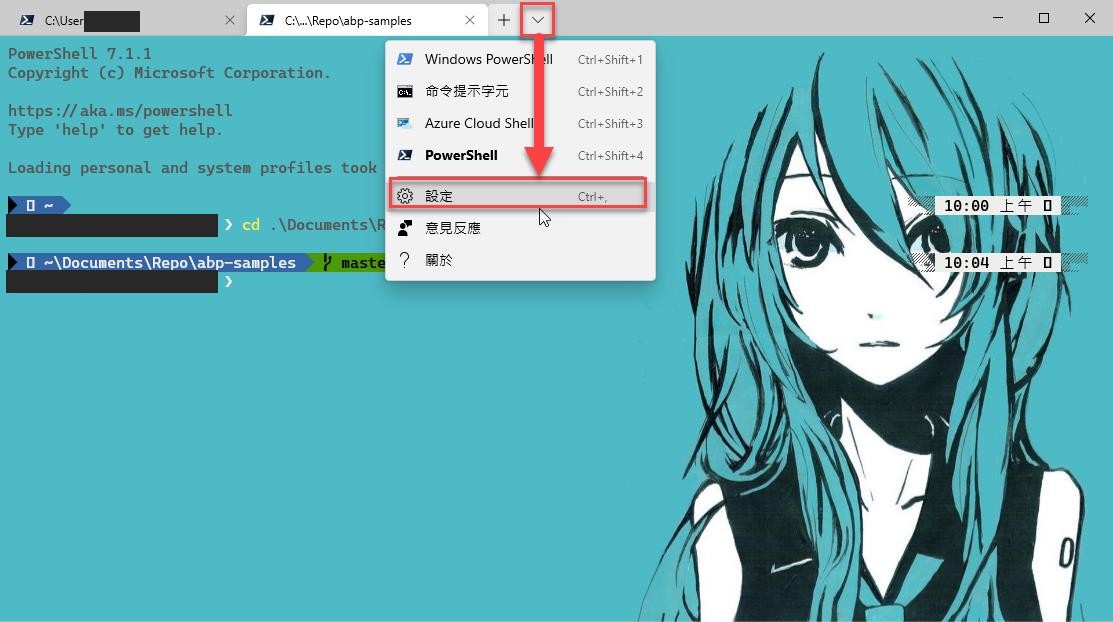 C:\User
C:\...\Repo\abp-samples
PowerShell 7.1.1
Copyright (c) Microsoft Corporation.
https://aka.ms/powershell
Type 'help' to get help.
Loading personal and system profiles took
~
❯ cd .\Documents\R
~\Documents\Repo\abp-samples
maste
❯
Windows PowerShell Ctrl+Shift+1
命令提示字元 Ctrl+Shift+2
Azure Cloud Shell Ctrl+Shift+3
PowerShell Ctrl+Shift+4
設定 Ctrl+,
意見反應
? 關於
10:00 上午
10:04 上午
0